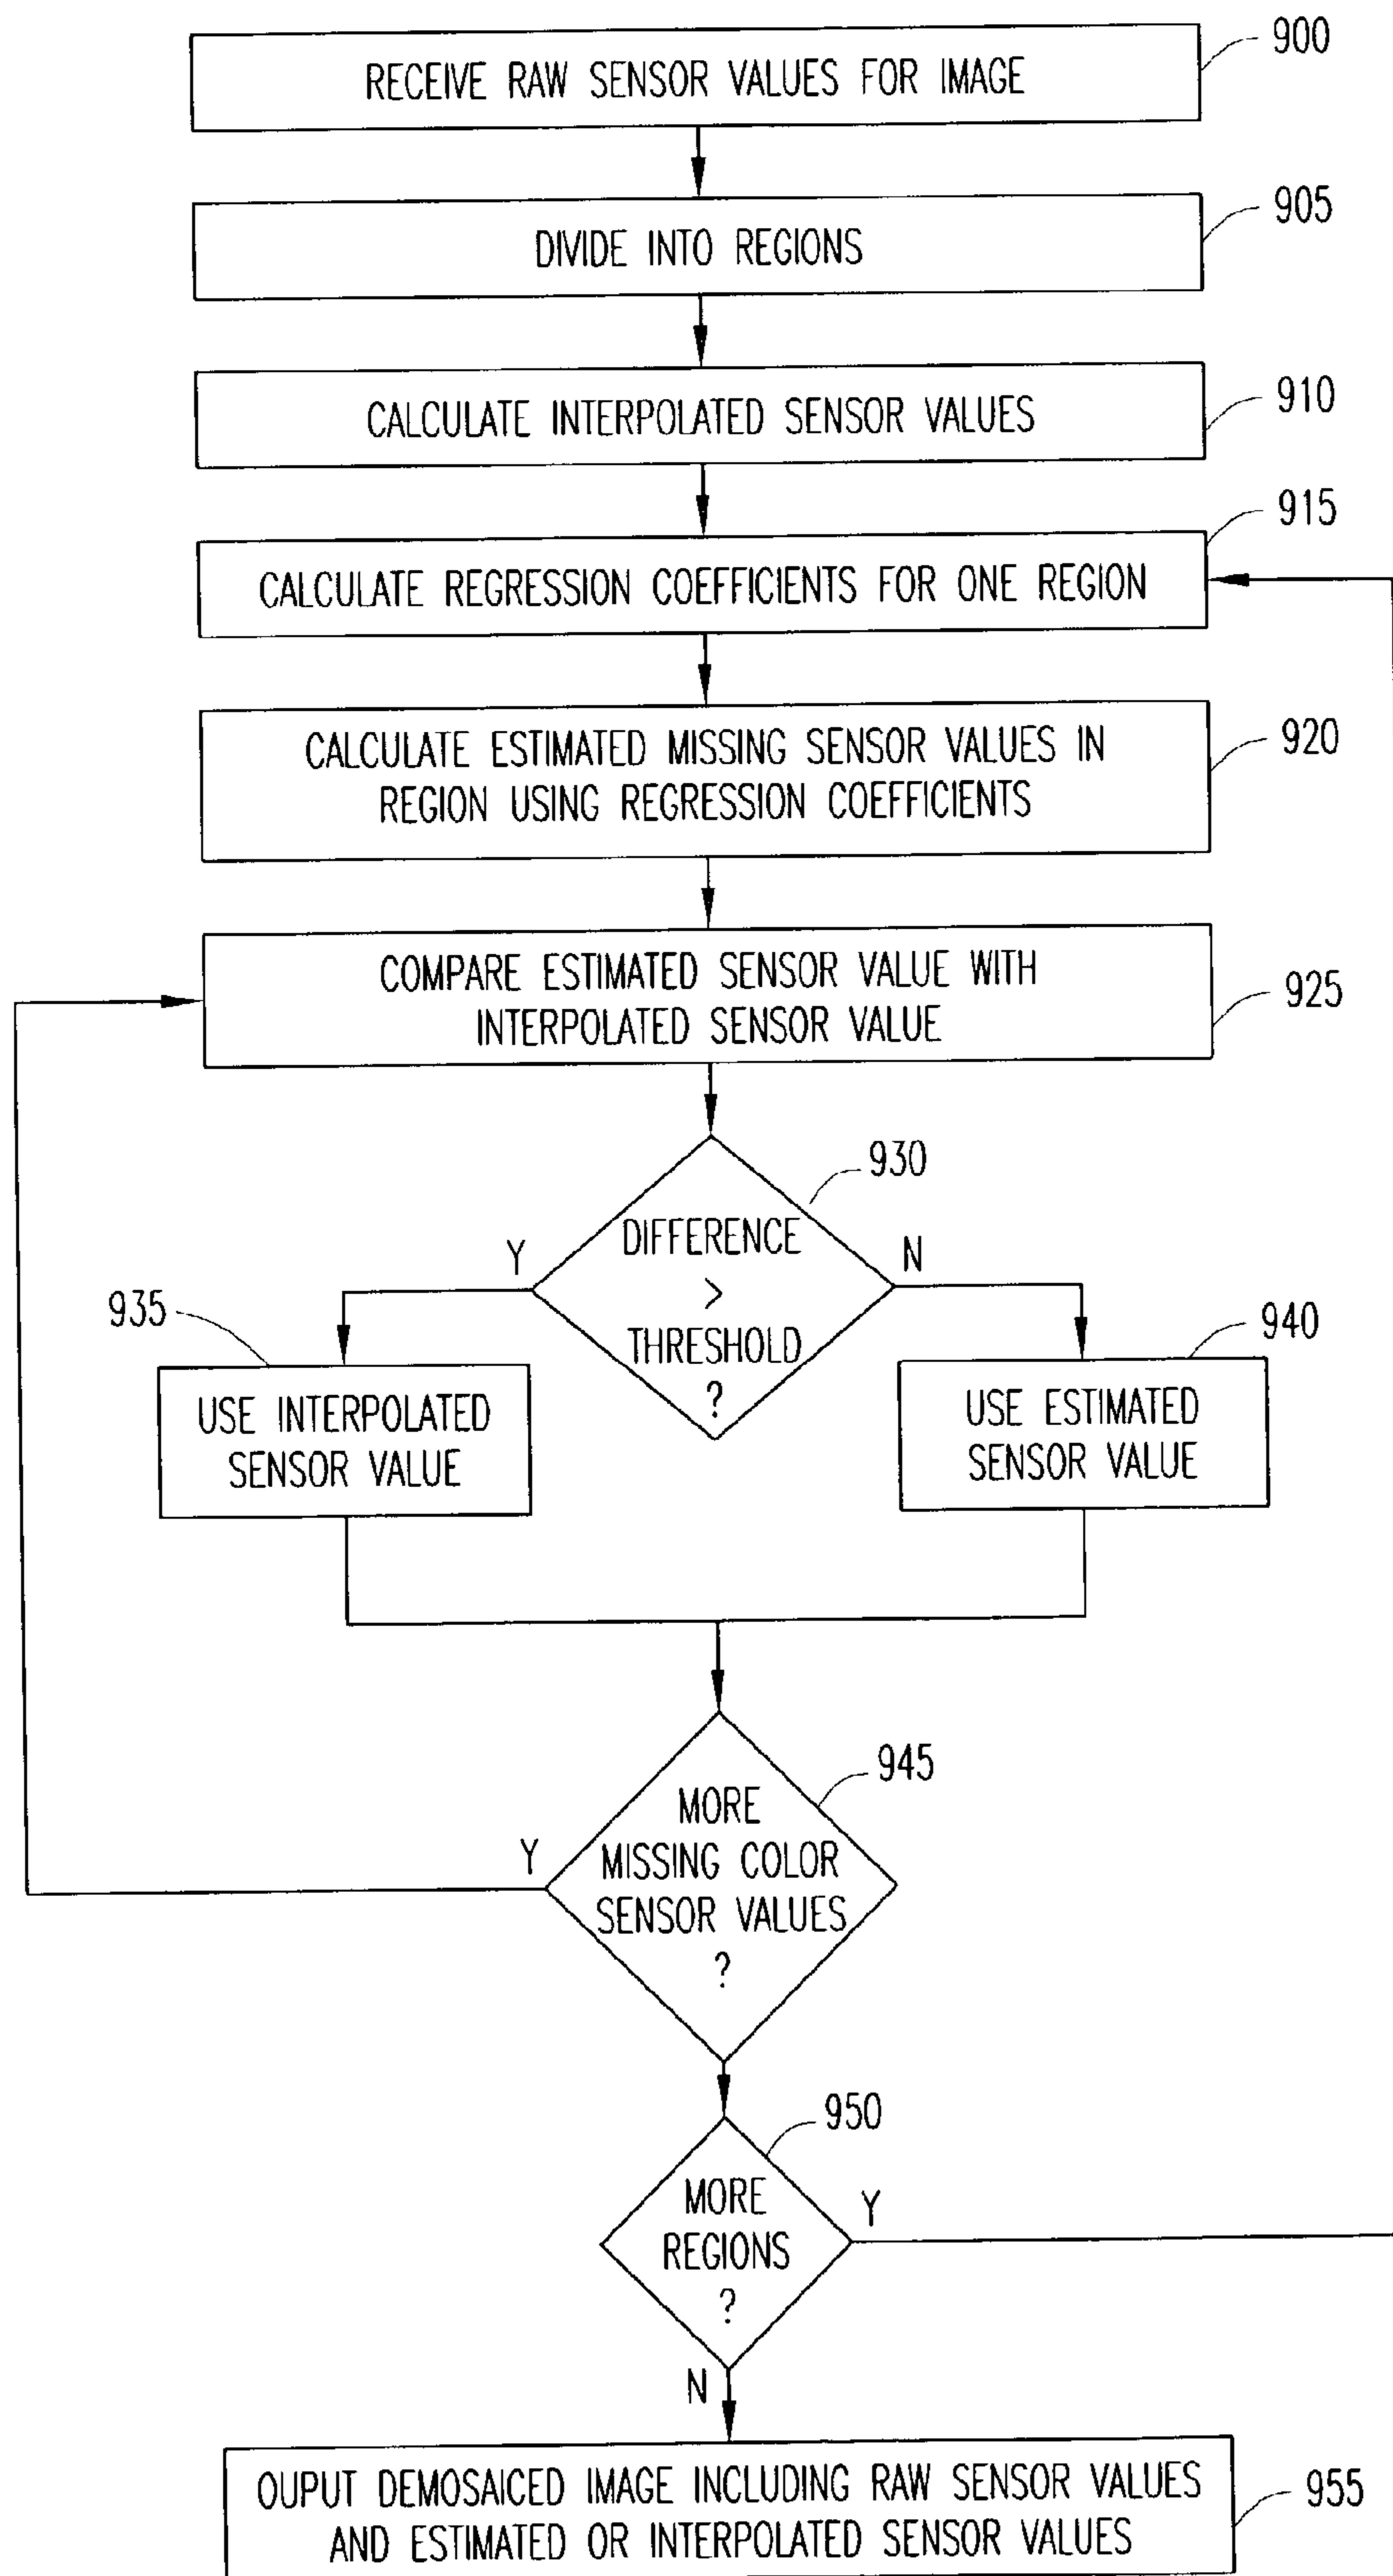 RECEIVE RAW SENSOR VALUES FOR IMAGE
900
DIVIDE INTO REGIONS
905
CALCULATE INTERPOLATED SENSOR VALUES
910
CALCULATE REGRESSION COEFFICIENTS FOR ONE REGION
915
CALCULATE ESTIMATED MISSING SENSOR VALUES IN
REGION USING REGRESSION COEFFICIENTS
920
COMPARE ESTIMATED SENSOR VALUE WITH
INTERPOLATED SENSOR VALUE
925
930
DIFFERENCE
>
THRESHOLD
?
Y
N
935
USE INTERPOLATED
SENSOR VALUE
940
USE ESTIMATED
SENSOR VALUE
945
MORE
MISSING COLOR
SENSOR VALUES
?
Y
950
MORE
REGIONS
?
Y
N
OUPUT DEMOSAICED IMAGE INCLUDING RAW SENSOR VALUES
AND ESTIMATED OR INTERPOLATED SENSOR VALUES
955